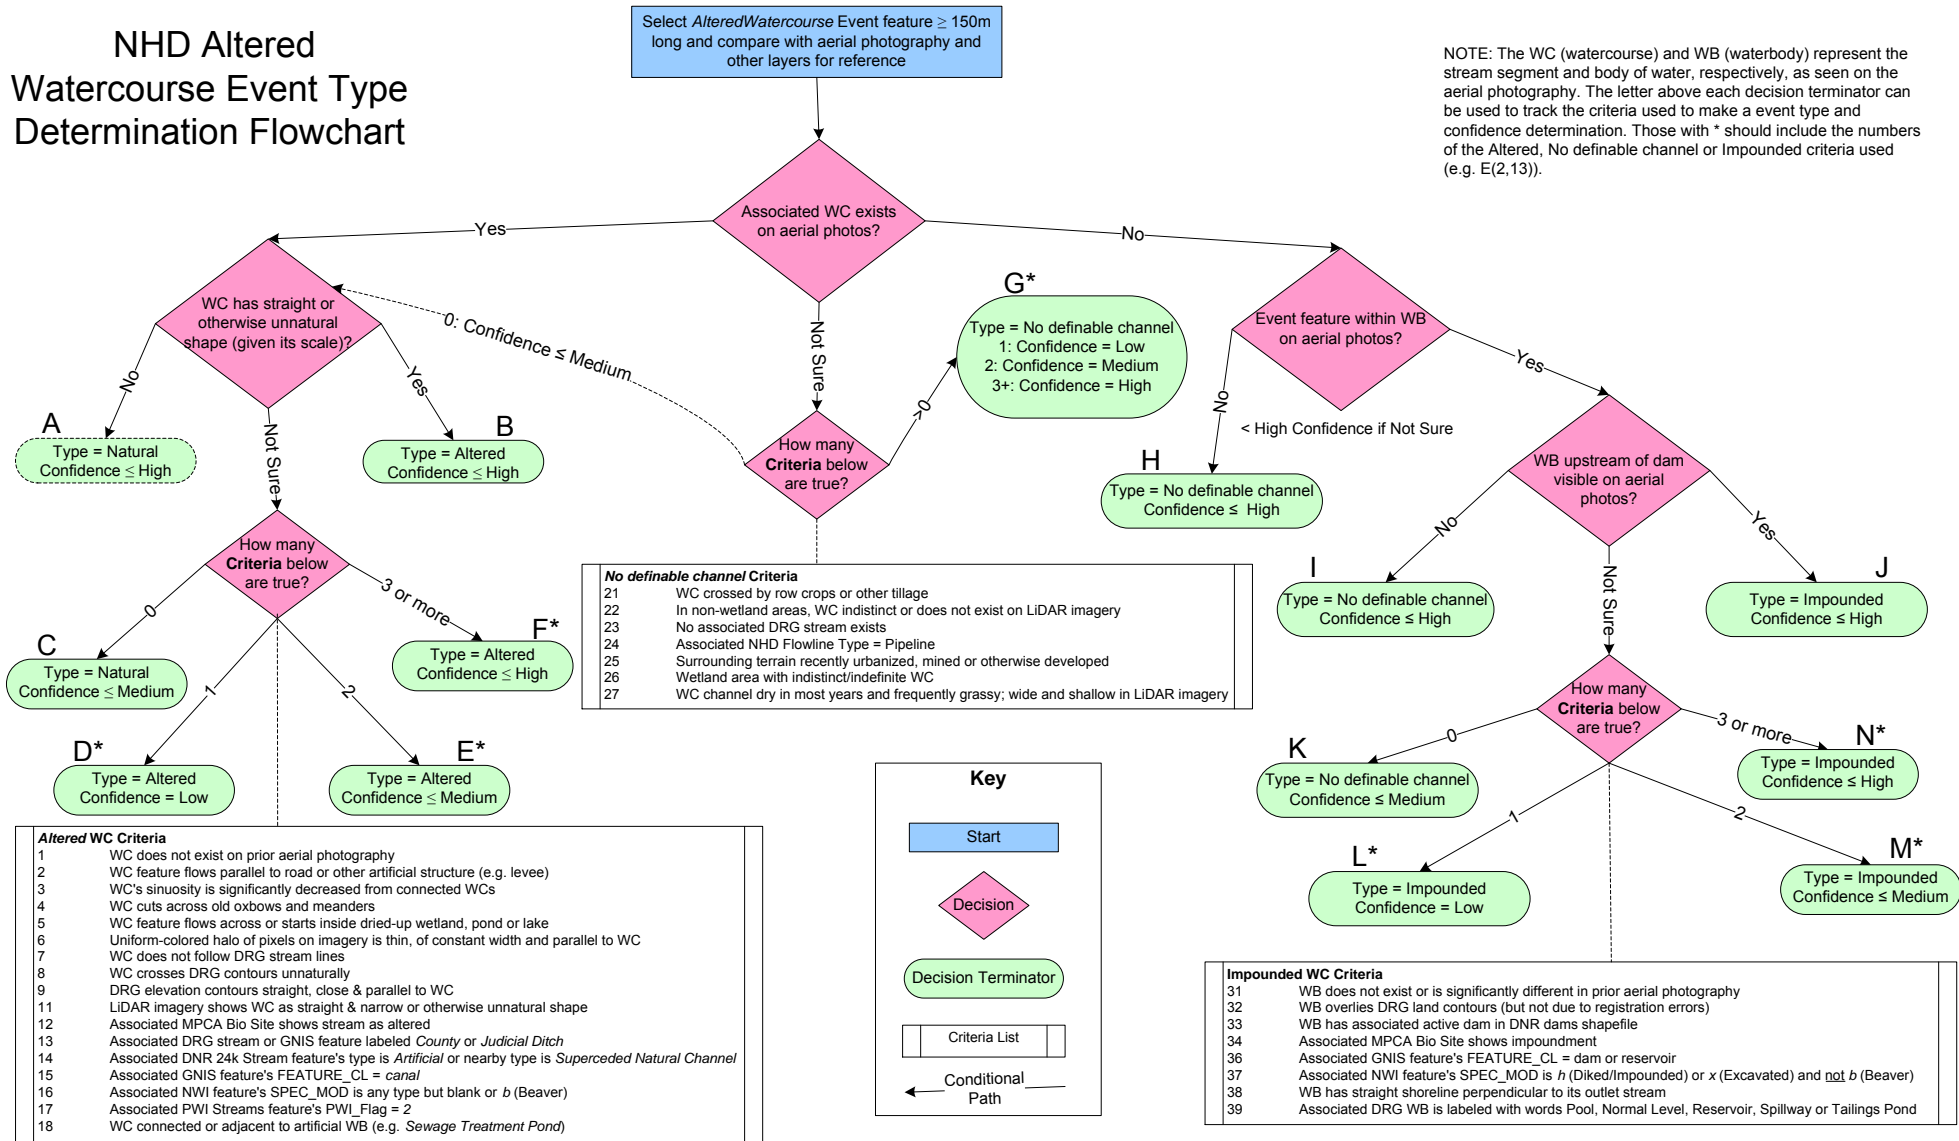 NHD Altered
Watercourse Event Type
Determination Flowchart
Select AlteredWatercourse Event feature ≥ 150m
long and compare with aerial photography and
other layers for reference
NOTE: The WC (watercourse) and WB (waterbody) represent the
stream segment and body of water, respectively, as seen on the
aerial photography. The letter above each decision terminator can
be used to track the criteria used to make a event type and
confidence determination. Those with * should include the numbers
of the Altered, No definable channel or Impounded criteria used
(e.g. E(2,13)).
Associated WC exists
on aerial photos?
Yes
No
Not Sure
WC has straight or
otherwise unnatural
shape (given its scale)?
No
Yes
Not Sure
0: Confidence ≤ Medium
G*
Type = No definable channel
1: Confidence = Low
2: Confidence = Medium
3+: Confidence = High
>0
How many
Criteria below
are true?
Event feature within WB
on aerial photos?
No
Yes
< High Confidence if Not Sure
A
Type = Natural
Confidence ≤ High
B
Type = Altered
Confidence ≤ High
H
Type = No definable channel
Confidence ≤ High
WB upstream of dam
visible on aerial
photos?
No
Yes
Not Sure
How many
Criteria below
are true?
0
3 or more
1
2
C
Type = Natural
Confidence ≤ Medium
F*
Type = Altered
Confidence ≤ High
D*
Type = Altered
Confidence = Low
E*
Type = Altered
Confidence ≤ Medium
No definable channel Criteria
21 WC crossed by row crops or other tillage
22 In non-wetland areas, WC indistinct or does not exist on LiDAR imagery
23 No associated DRG stream exists
24 Associated NHD Flowline Type = Pipeline
25 Surrounding terrain recently urbanized, mined or otherwise developed
26 Wetland area with indistinct/indefinite WC
27 WC channel dry in most years and frequently grassy; wide and shallow in LiDAR imagery
I
Type = No definable channel
Confidence ≤ High
J
Type = Impounded
Confidence ≤ High
How many
Criteria below
are true?
0
3 or more
1
2
K
Type = No definable channel
Confidence ≤ Medium
N*
Type = Impounded
Confidence ≤ High
L*
Type = Impounded
Confidence = Low
M*
Type = Impounded
Confidence ≤ Medium
Altered WC Criteria
1 WC does not exist on prior aerial photography
2 WC feature flows parallel to road or other artificial structure (e.g. levee)
3 WC's sinuosity is significantly decreased from connected WCs
4 WC cuts across old oxbows and meanders
5 WC feature flows across or starts inside dried-up wetland, pond or lake
6 Uniform-colored halo of pixels on imagery is thin, of constant width and parallel to WC
7 WC does not follow DRG stream lines
8 WC crosses DRG contours unnaturally
9 DRG elevation contours straight, close & parallel to WC
11 LiDAR imagery shows WC as straight & narrow or otherwise unnatural shape
12 Associated MPCA Bio Site shows stream as altered
13 Associated DRG stream or GNIS feature labeled County or Judicial Ditch
14 Associated DNR 24k Stream feature's type is Artificial or nearby type is Superceded Natural Channel
15 Associated GNIS feature's FEATURE_CL = canal
16 Associated NWI feature's SPEC_MOD is any type but blank or b (Beaver)
17 Associated PWI Streams feature's PWI_Flag = 2
18 WC connected or adjacent to artificial WB (e.g. Sewage Treatment Pond)
Key
Start
Decision
Decision Terminator
Criteria List
Conditional
Path
Impounded WC Criteria
31 WB does not exist or is significantly different in prior aerial photography
32 WB overlies DRG land contours (but not due to registration errors)
33 WB has associated active dam in DNR dams shapefile
34 Associated MPCA Bio Site shows impoundment
36 Associated GNIS feature's FEATURE_CL = dam or reservoir
37 Associated NWI feature's SPEC_MOD is h (Diked/Impounded) or x (Excavated) and not b (Beaver)
38 WB has straight shoreline perpendicular to its outlet stream
39 Associated DRG WB is labeled with words Pool, Normal Level, Reservoir, Spillway or Tailings Pond